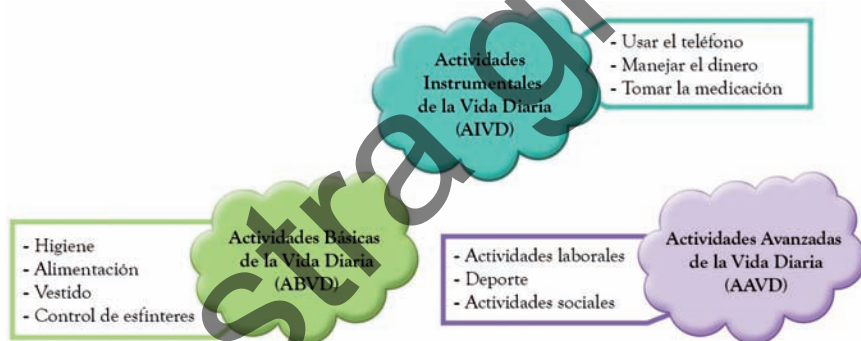 Actividades
Instrumentales
de la Vida Diaria
(AIVD)
- Usar el teléfono
- Manejar el dinero
- Tomar la medicación
- Higiene
- Alimentación
- Vestido
- Control de esfínteres
Actividades Básicas
de la Vida Diaria
(ABVD)
- Actividades laborales
- Deporte
- Actividades sociales
Actividades Avanzadas
de la Vida Diaria
(AAVD)
stra g